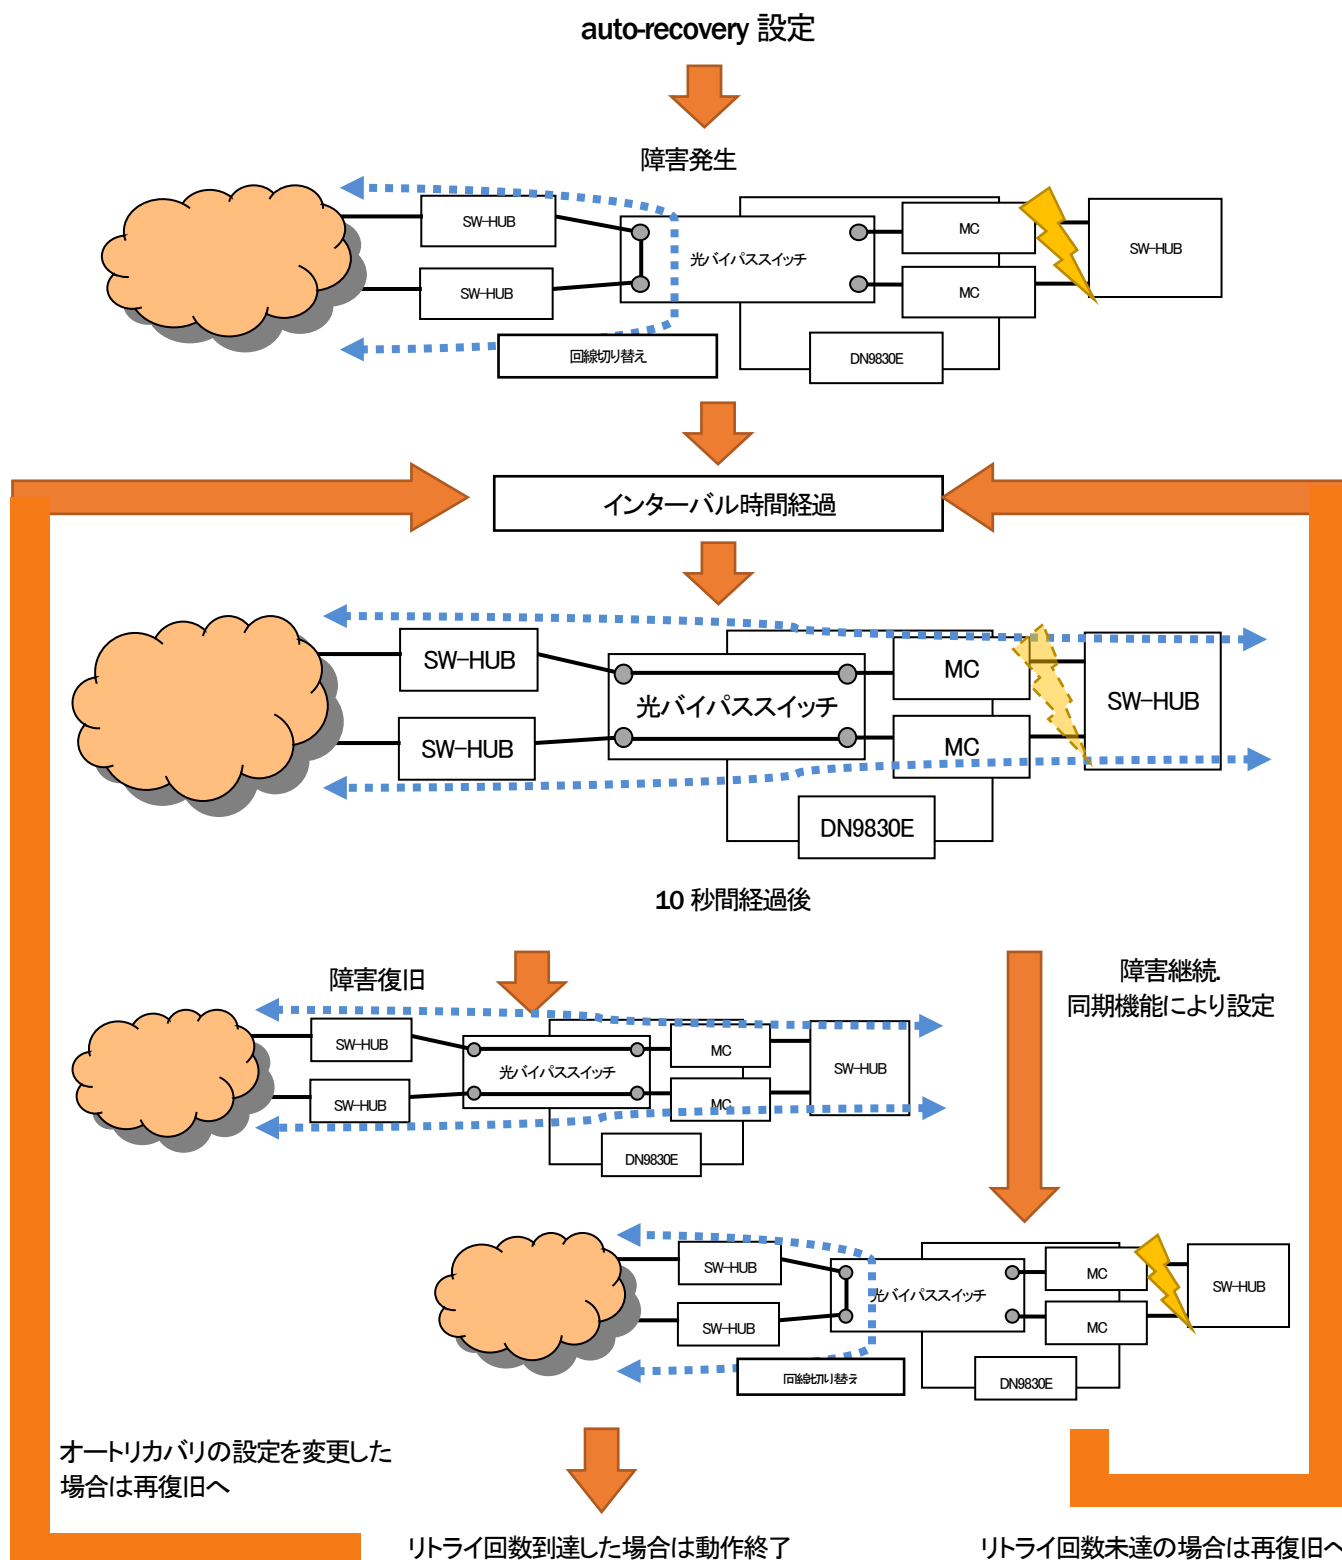 auto-recovery 設定
障害発生
SW-HUB
MC
SW-HUB
光バイパススイッチ
SW-HUB
MC
回線切り替え
DN9830E
インターバル時間経過
SW-HUB
MC
SW-HUB
光バイパススイッチ
SW-HUB
MC
DN9830E
10 秒間経過後
障害復旧
障害継続.
同期機能により設定
SW-HUB
MC
SW-HUB
光バイパススイッチ
SW-HUB
MC
DN9830E
SW-HUB
MC
SW-HUB
光バイパススイッチ
SW-HUB
MC
回線切り替え
DN9830E
オートリカバリの設定を変更した
場合は再復旧へ
リトライ回数到達した場合は動作終了
リトライ回数未達の場合は再復旧へ